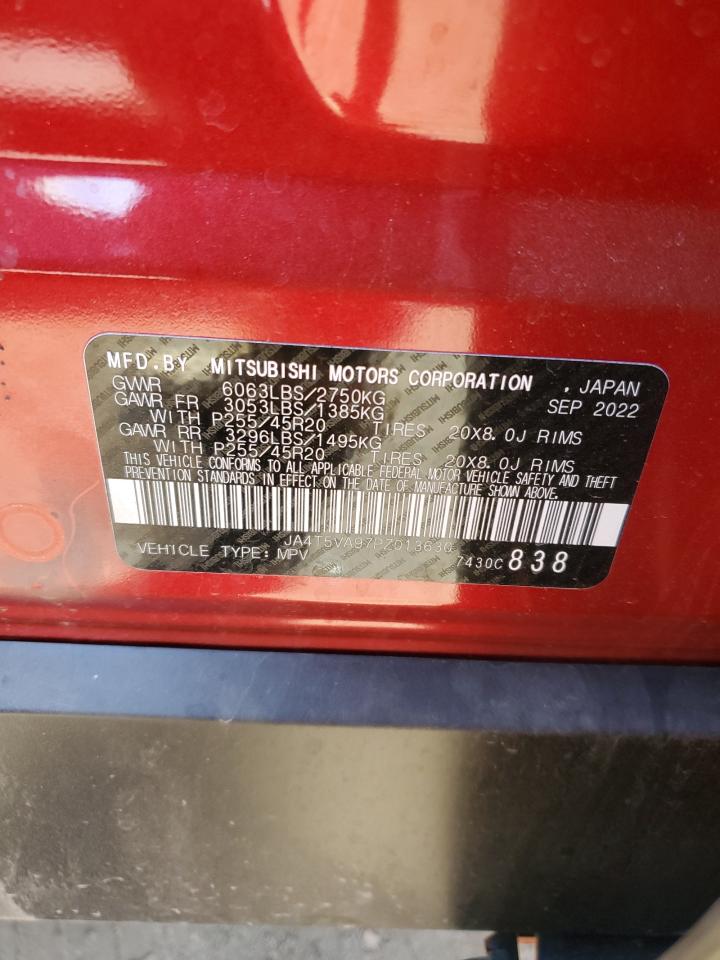 MFD.BY MITSUBISHI MOTORS CORPORATION , JAPAN
GVWR 6063LBS/2750KG SEP 2022
GAWR FR 3053LBS/1385KG
WITH P255/45R20 TIRES 20X8.0J RIMS
GAWR RR 3296LBS/1495KG
WITH P255/45R20 TIRES 20X8.0J RIMS
THIS VEHICLE CONFORMS TO ALL APPLICABLE FEDERAL MOTOR VEHICLE SAFETY AND THEFT
PREVENTION STANDARDS IN EFFECT ON THE DATE OF MANUFACTURE SHOWN ABOVE.
JA4T5VA97PZ013630
VEHICLE TYPE: MPV 7430C 838